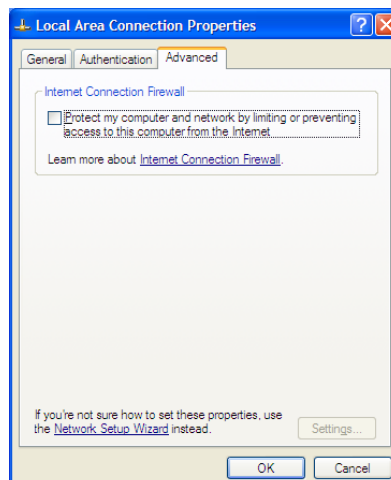 Local Area Connection Properties
General Authentication Advanced
Internet Connection Firewall
Protect my computer and network by limiting or preventing
access to this computer from the Internet
Learn more about Internet Connection Firewall.
If you're not sure how to set these properties, use
the Network Setup Wizard instead.
Settings...
OK Cancel